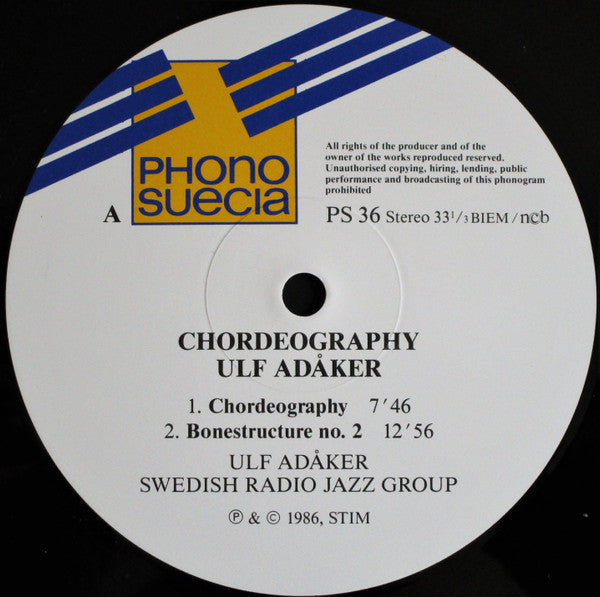 PHONO
suecia
A
All rights of the producer and of the
owner of the works reproduced reserved.
Unauthorised copying, hiring, lending, public
performance and broadcasting of this phonogram
prohibited
PS 36 Stereo 33¹/₃ BIEM / ncb
CHORDEOGRAPHY
ULF ADÅKER
1. Chordeography 7′46
2. Bonestructure no. 2 12′56
ULF ADÅKER
SWEDISH RADIO JAZZ GROUP
℗ & © 1986, STIM